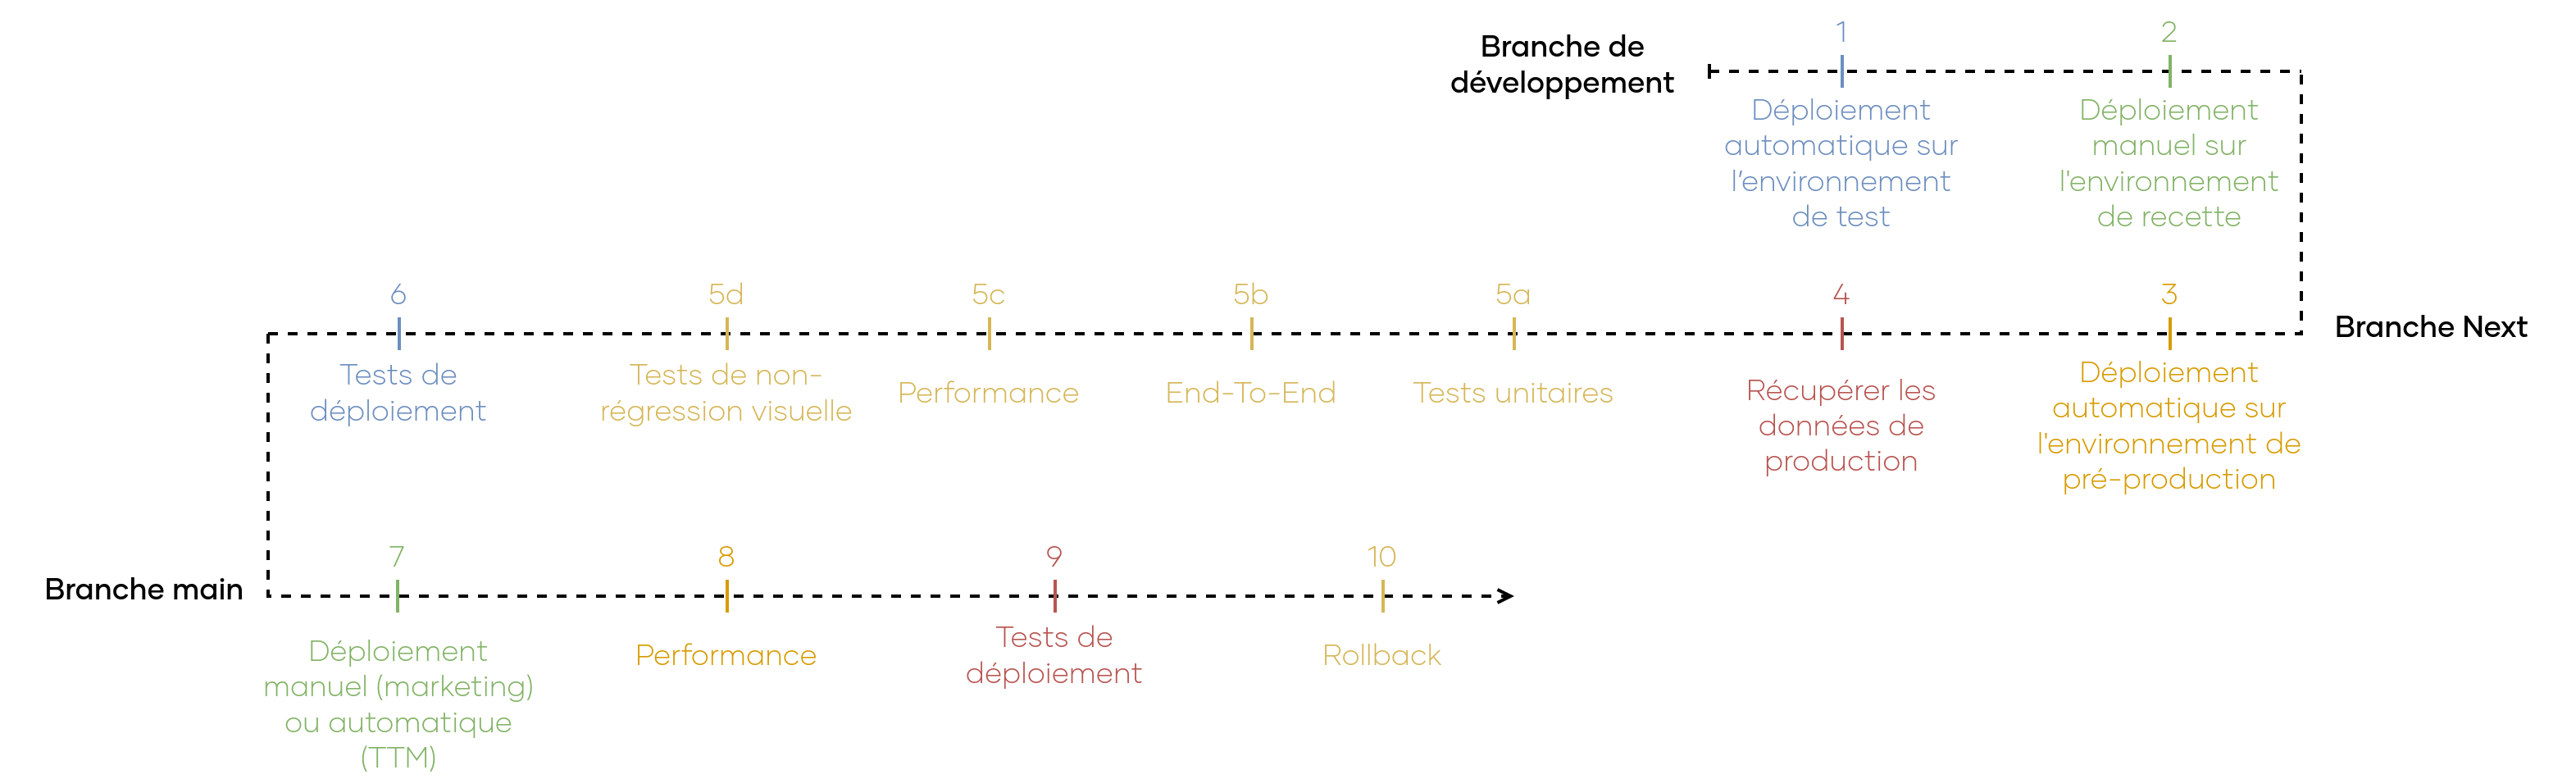 Branche de
développement
1
Déploiement
automatique sur
l’environnement
de test
2
Déploiement
manuel sur
l'environnement
de recette
Branche Next
3
Déploiement
automatique sur
l'environnement de
pré-production
4
Récupérer les
données de
production
5a
Tests unitaires
5b
End-To-End
5c
Performance
5d
Tests de non-
régression visuelle
6
Tests de
déploiement
Branche main
7
Déploiement
manuel (marketing)
ou automatique
(TTM)
8
Performance
9
Tests de
déploiement
10
Rollback